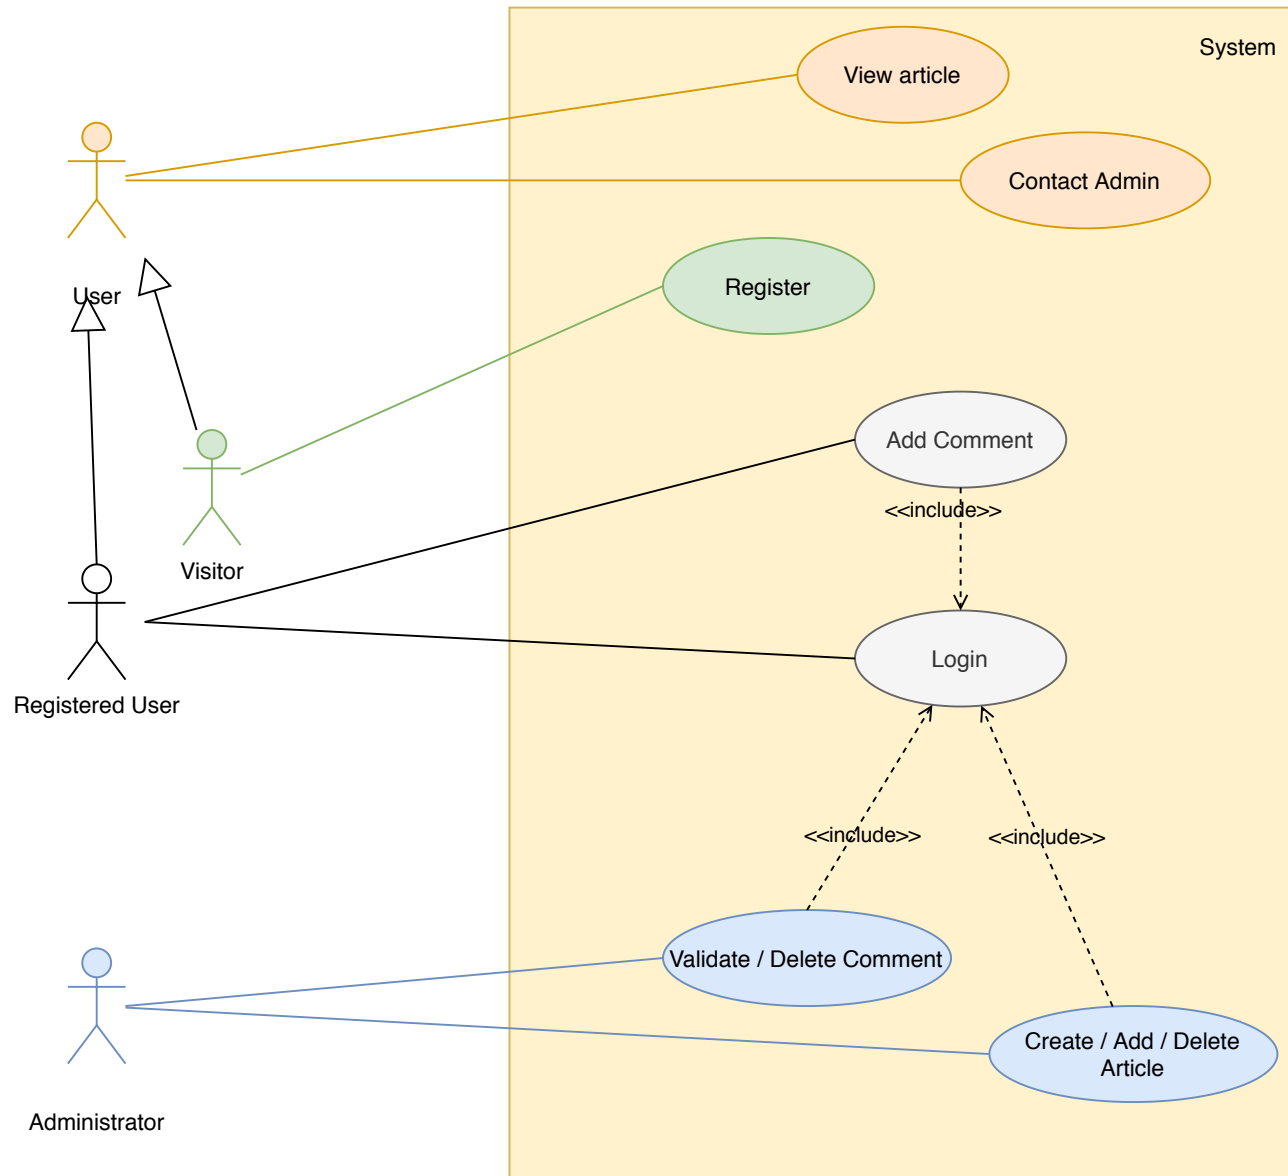 System
View article
Contact Admin
User
Register
Add Comment
<<include>>
Visitor
Login
Registered User
<<include>>
<<include>>
Validate / Delete Comment
Create / Add / Delete
Article
Administrator